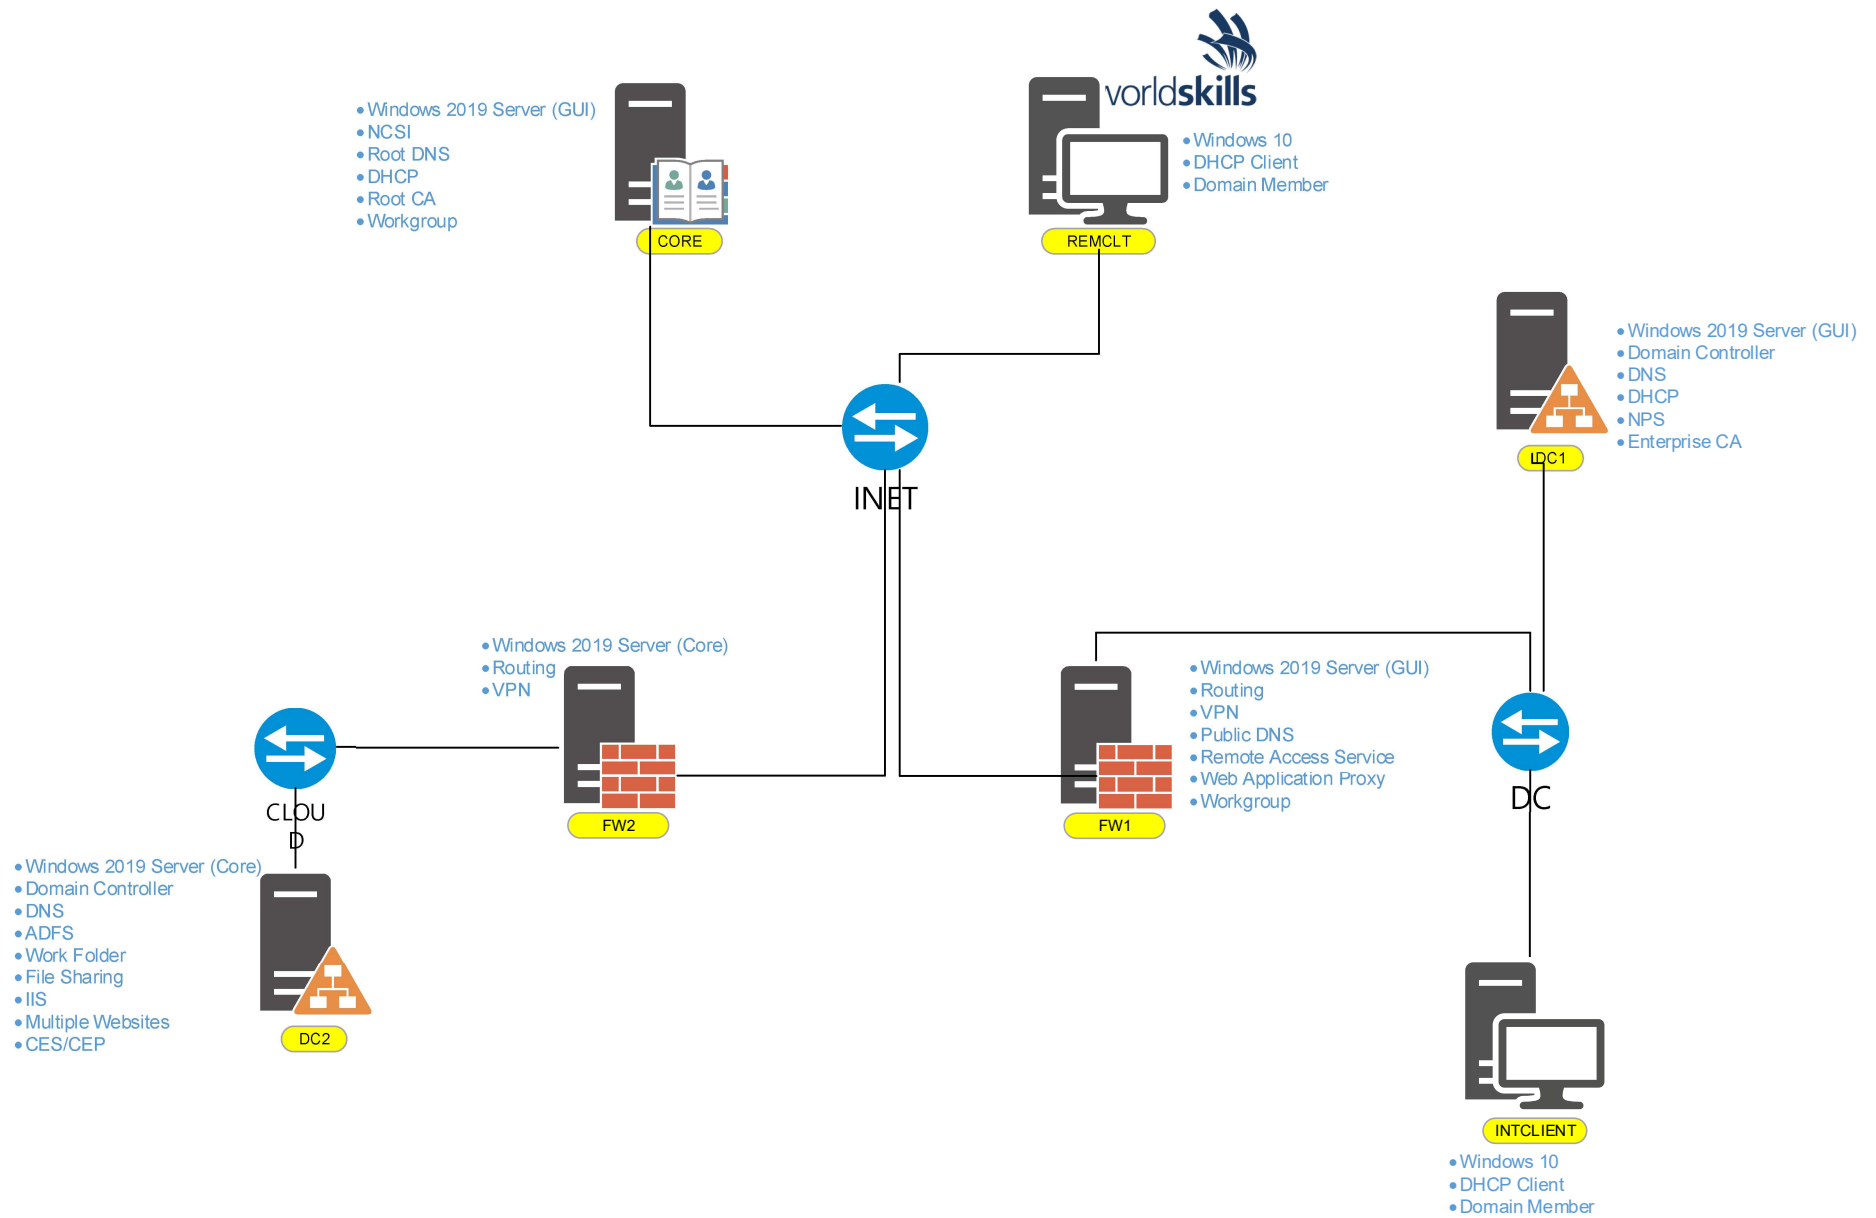 vorldskills
• Windows 2019 Server (GUI)
• NCSI
• Root DNS
• DHCP
• Root CA
• Workgroup
CORE
• Windows 10
• DHCP Client
• Domain Member
REMCLT
• Windows 2019 Server (GUI)
• Domain Controller
• DNS
• DHCP
• NPS
• Enterprise CA
DC1
INET
• Windows 2019 Server (Core)
• Routing
• VPN
FW2
• Windows 2019 Server (GUI)
• Routing
• VPN
• Public DNS
• Remote Access Service
• Web Application Proxy
• Workgroup
FW1
DC
CLOU
D
• Windows 2019 Server (Core)
• Domain Controller
• DNS
• ADFS
• Work Folder
• File Sharing
• IIS
• Multiple Websites
• CES/CEP
DC2
INTCLIENT
• Windows 10
• DHCP Client
• Domain Member